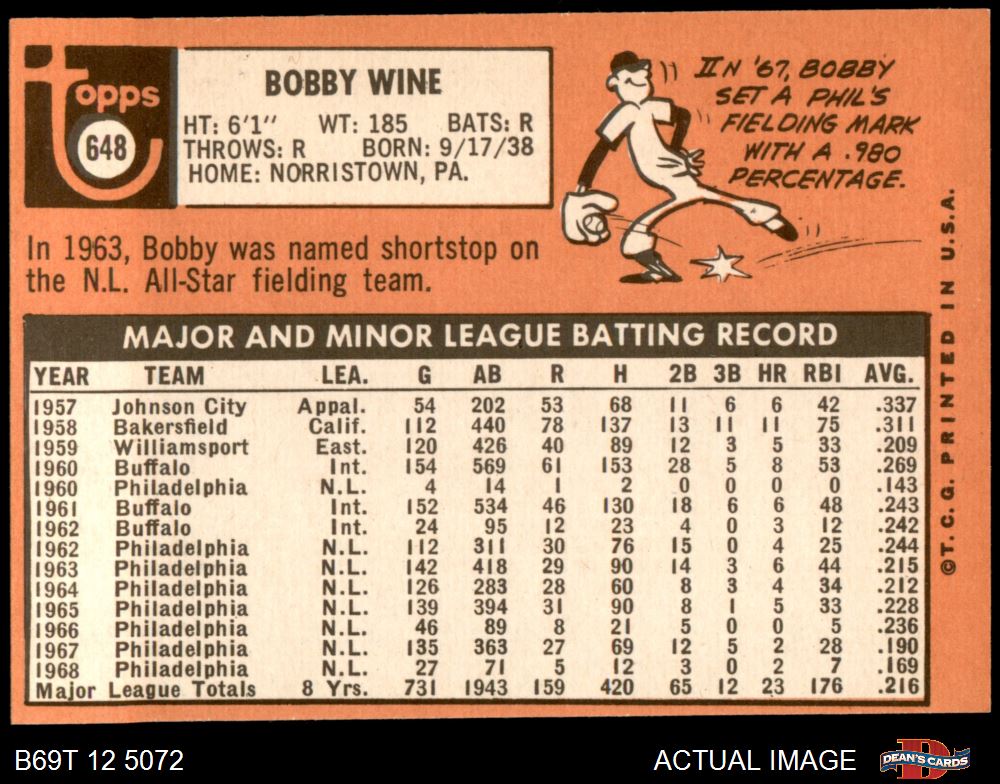 topps
648
BOBBY WINE
HT: 6'1" WT: 185 BATS: R
THROWS: R BORN: 9/17/38
HOME: NORRISTOWN, PA.
IN '67, BOBBY
SET A PHIL'S
FIELDING MARK
WITH A .980
PERCENTAGE.
In 1963, Bobby was named shortstop on
the N.L. All-Star fielding team.
MAJOR AND MINOR LEAGUE BATTING RECORD
YEAR TEAM LEA. G AB R H 2B 3B HR RBI AVG.
1957 Johnson City Appal. 54 202 53 68 11 6 6 42 .337
1958 Bakersfield Calif. 112 440 78 137 13 11 11 75 .311
1959 Williamsport East. 120 426 40 89 12 3 5 33 .209
1960 Buffalo Int. 154 569 61 153 28 5 8 53 .269
1960 Philadelphia N.L. 4 14 1 2 0 0 0 0 .143
1961 Buffalo Int. 152 534 46 130 18 6 6 48 .243
1962 Buffalo Int. 24 95 12 23 4 0 3 12 .242
1962 Philadelphia N.L. 112 311 30 76 15 0 4 25 .244
1963 Philadelphia N.L. 142 418 29 90 14 3 6 44 .215
1964 Philadelphia N.L. 126 283 28 60 8 3 4 34 .212
1965 Philadelphia N.L. 139 394 31 90 8 1 5 33 .228
1966 Philadelphia N.L. 46 89 8 21 5 0 0 5 .236
1967 Philadelphia N.L. 135 363 27 69 12 5 2 28 .190
1968 Philadelphia N.L. 27 71 5 12 3 0 2 7 .169
Major League Totals 8 Yrs. 731 1943 159 420 65 12 23 176 .216
©T.C.G. PRINTED IN U.S.A.
B69T 12 5072
ACTUAL IMAGE
D
DEAN'S CARDS